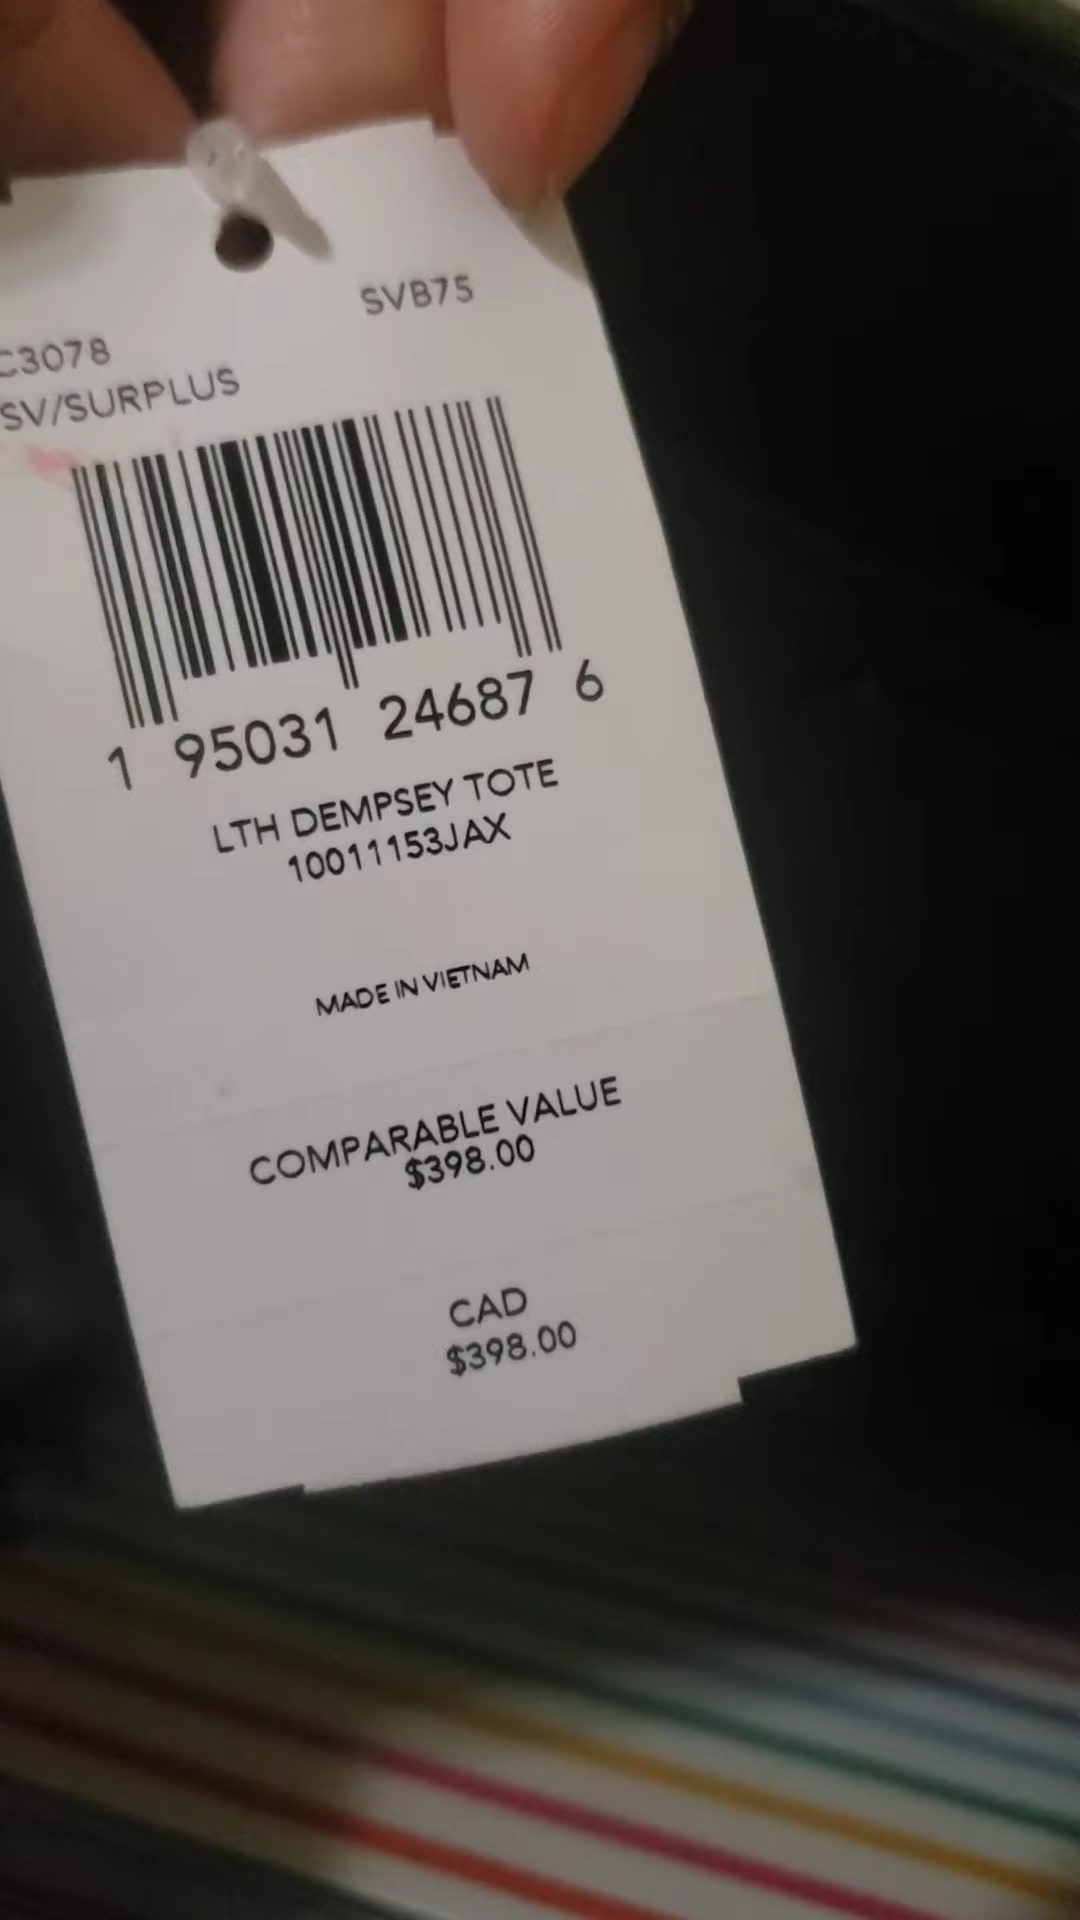 SVB75
C3078
SV/SURPLUS
1 95031 24687 6
LTH DEMPSEY TOTE
10011153JAX
MADE IN VIETNAM
COMPARABLE VALUE
$398.00
CAD
$398.00